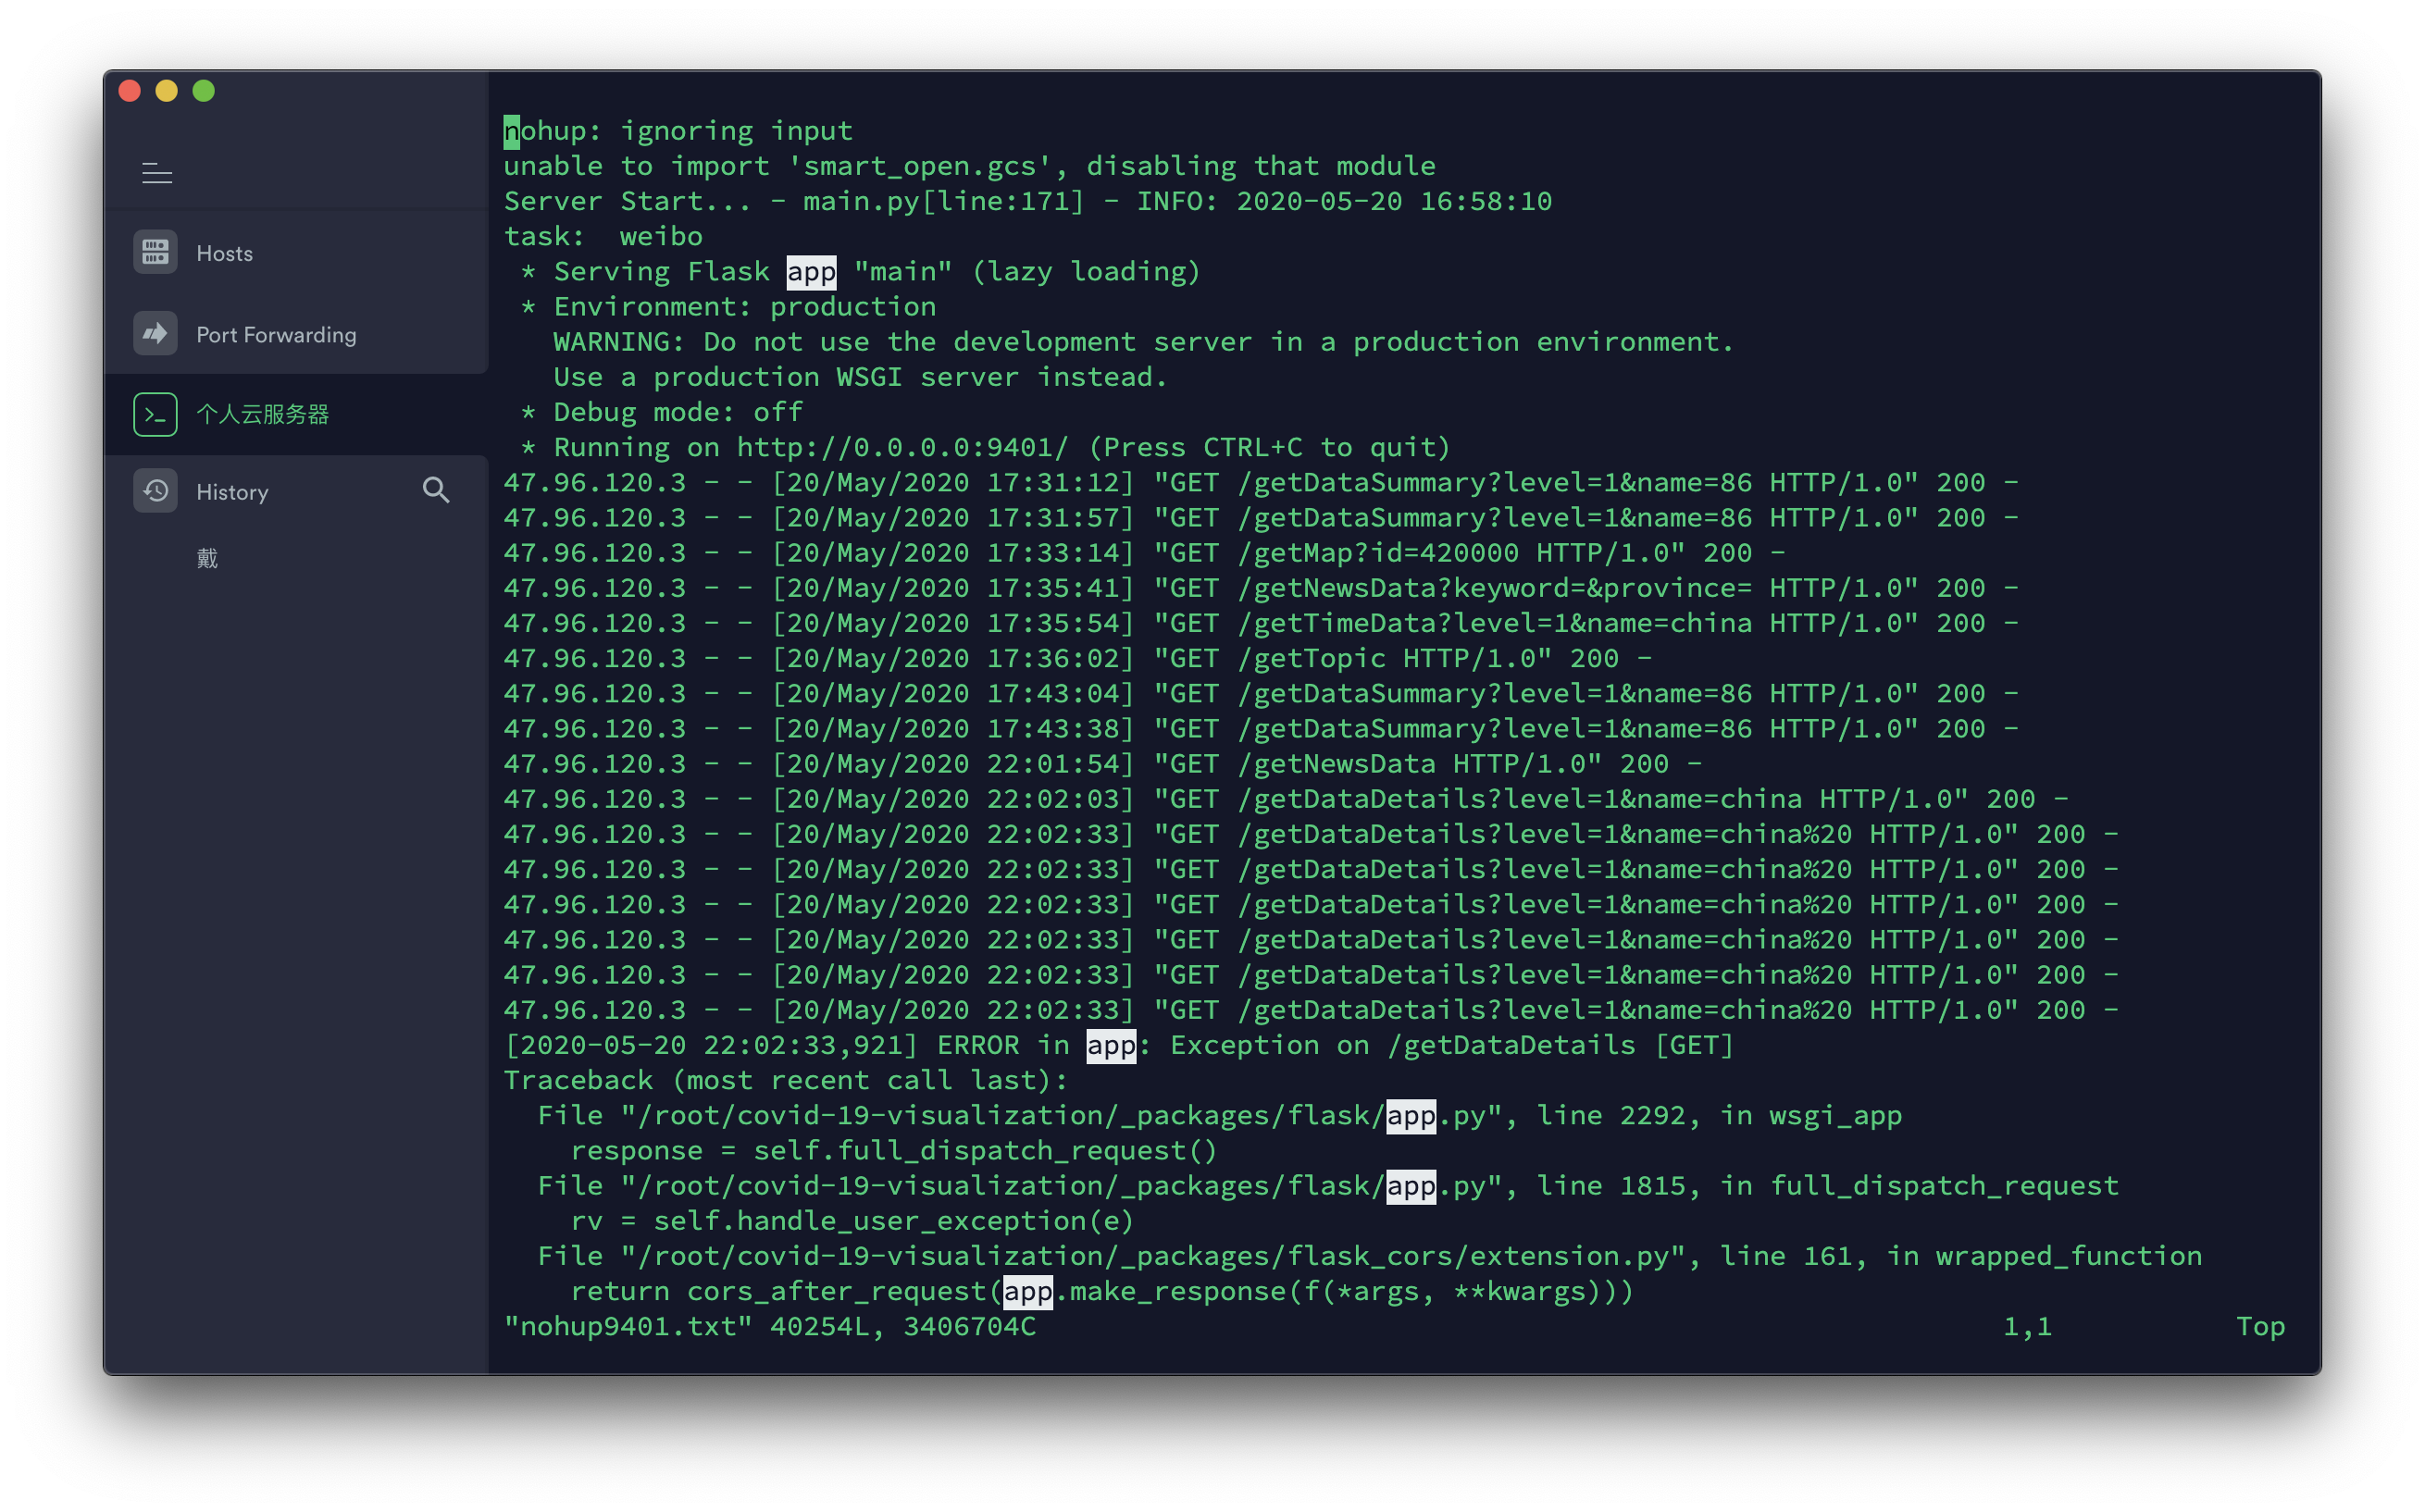 Hosts
Port Forwarding
个人云服务器
History
戴
nohup: ignoring input
unable to import 'smart_open.gcs', disabling that module
Server Start... - main.py[line:171] - INFO: 2020-05-20 16:58:10
task:  weibo
 * Serving Flask app "main" (lazy loading)
 * Environment: production
   WARNING: Do not use the development server in a production environment.
   Use a production WSGI server instead.
 * Debug mode: off
 * Running on http://0.0.0.0:9401/ (Press CTRL+C to quit)
47.96.120.3 - - [20/May/2020 17:31:12] "GET /getDataSummary?level=1&name=86 HTTP/1.0" 200 -
47.96.120.3 - - [20/May/2020 17:31:57] "GET /getDataSummary?level=1&name=86 HTTP/1.0" 200 -
47.96.120.3 - - [20/May/2020 17:33:14] "GET /getMap?id=420000 HTTP/1.0" 200 -
47.96.120.3 - - [20/May/2020 17:35:41] "GET /getNewsData?keyword=&province= HTTP/1.0" 200 -
47.96.120.3 - - [20/May/2020 17:35:54] "GET /getTimeData?level=1&name=china HTTP/1.0" 200 -
47.96.120.3 - - [20/May/2020 17:36:02] "GET /getTopic HTTP/1.0" 200 -
47.96.120.3 - - [20/May/2020 17:43:04] "GET /getDataSummary?level=1&name=86 HTTP/1.0" 200 -
47.96.120.3 - - [20/May/2020 17:43:38] "GET /getDataSummary?level=1&name=86 HTTP/1.0" 200 -
47.96.120.3 - - [20/May/2020 22:01:54] "GET /getNewsData HTTP/1.0" 200 -
47.96.120.3 - - [20/May/2020 22:02:03] "GET /getDataDetails?level=1&name=china HTTP/1.0" 200 -
47.96.120.3 - - [20/May/2020 22:02:33] "GET /getDataDetails?level=1&name=china%20 HTTP/1.0" 200 -
47.96.120.3 - - [20/May/2020 22:02:33] "GET /getDataDetails?level=1&name=china%20 HTTP/1.0" 200 -
47.96.120.3 - - [20/May/2020 22:02:33] "GET /getDataDetails?level=1&name=china%20 HTTP/1.0" 200 -
47.96.120.3 - - [20/May/2020 22:02:33] "GET /getDataDetails?level=1&name=china%20 HTTP/1.0" 200 -
47.96.120.3 - - [20/May/2020 22:02:33] "GET /getDataDetails?level=1&name=china%20 HTTP/1.0" 200 -
47.96.120.3 - - [20/May/2020 22:02:33] "GET /getDataDetails?level=1&name=china%20 HTTP/1.0" 200 -
[2020-05-20 22:02:33,921] ERROR in app: Exception on /getDataDetails [GET]
Traceback (most recent call last):
  File "/root/covid-19-visualization/_packages/flask/app.py", line 2292, in wsgi_app
    response = self.full_dispatch_request()
  File "/root/covid-19-visualization/_packages/flask/app.py", line 1815, in full_dispatch_request
    rv = self.handle_user_exception(e)
  File "/root/covid-19-visualization/_packages/flask_cors/extension.py", line 161, in wrapped_function
    return cors_after_request(app.make_response(f(*args, **kwargs)))
"nohup9401.txt" 40254L, 3406704C 1,1 Top